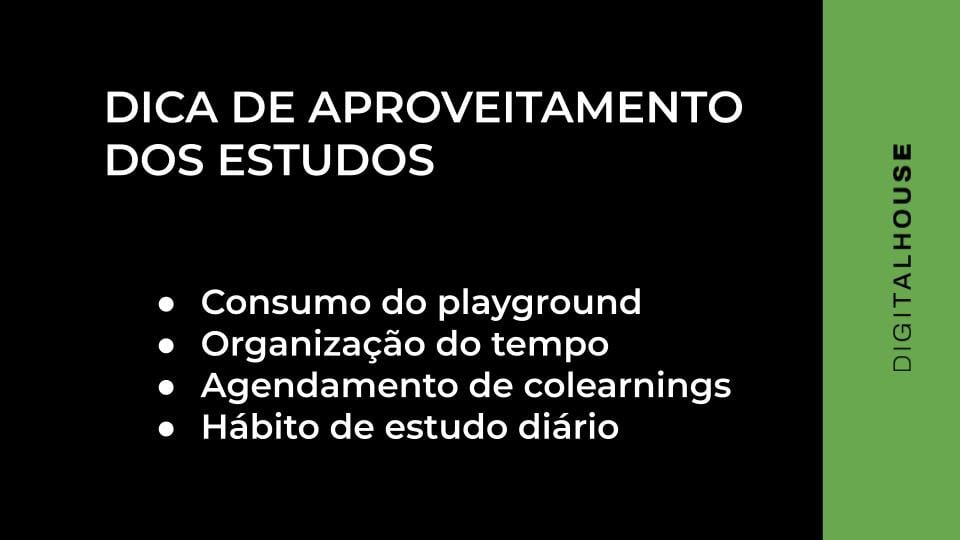 DICA DE APROVEITAMENTO
DOS ESTUDOS
● Consumo do playground
● Organização do tempo
● Agendamento de colearnings
● Hábito de estudo diário
DIGITALHOUSE